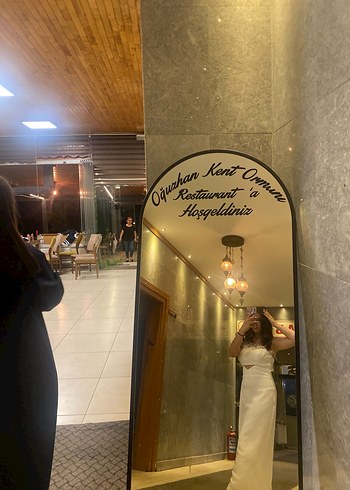 Oğuzhan Kent Ormanı
Restaurant'a
Hoşgeldiniz